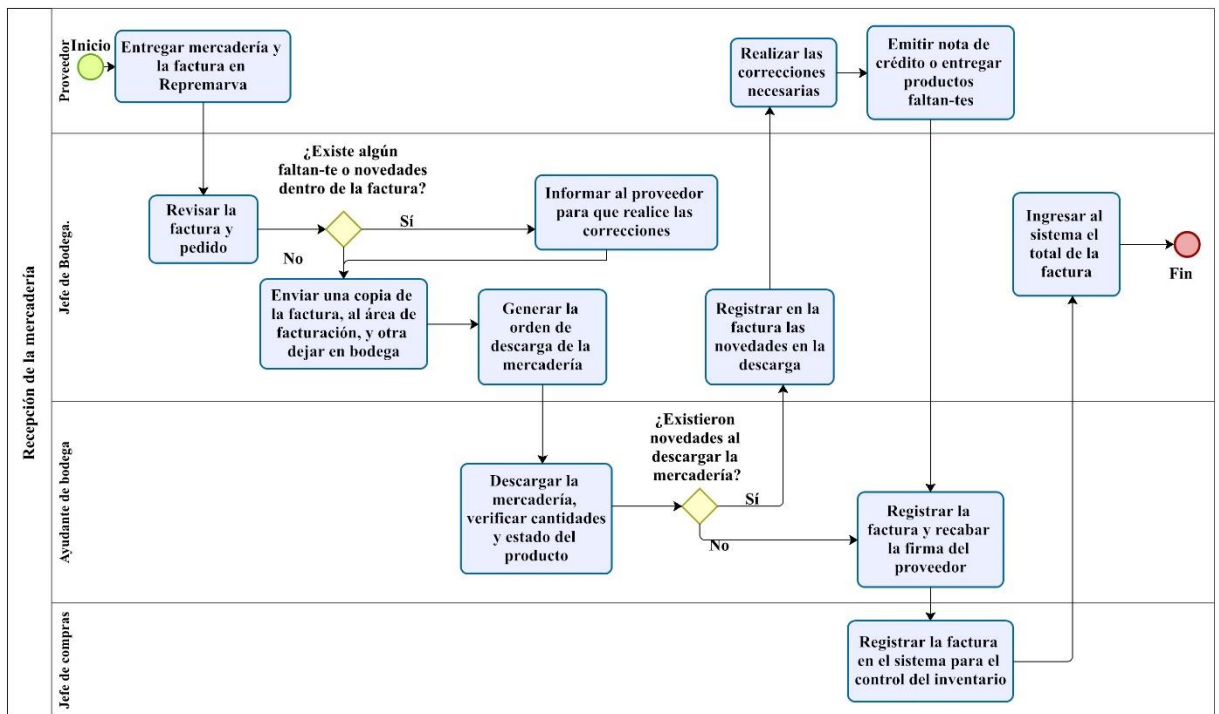 Recepción de la mercadería
Proveedor
Inicio
Entregar mercadería y
la factura en
Repremarva
Realizar las
correcciones
necesarias
Emitir nota de
crédito o entregar
productos
faltan-tes
Jefe de Bodega.
¿Existe algún
faltan-te o novedades
dentro de la factura?
Revisar la
factura y
pedido
Sí
No
Informar al proveedor
para que realice las
correcciones
Enviar una copia de
la factura, al área de
facturación, y otra
dejar en bodega
Generar la
orden de
descarga de la
mercadería
Registrar en la
factura las
novedades en la
descarga
Ingresar al
sistema el
total de la
factura
Fin
Ayudante de bodega
Descargar la
mercadería,
verificar cantidades
y estado del
producto
¿Existieron
novedades al
descargar la
mercadería?
Sí
No
Registrar la
factura y recabar
la firma del
proveedor
Jefe de compras
Registrar la factura
en el sistema para el
control del inventario